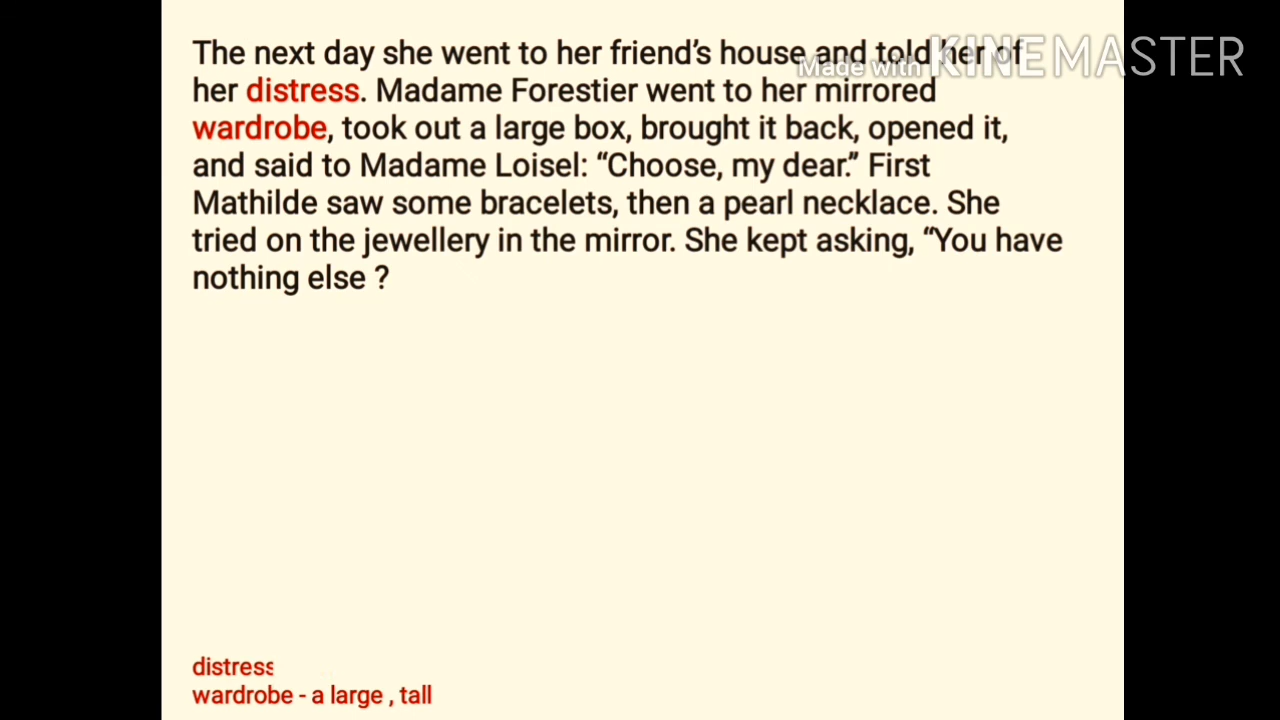 The next day she went to her friend's house and told her of
her distress. Madame Forestier went to her mirrored
wardrobe, took out a large box, brought it back, opened it,
and said to Madame Loisel: “Choose, my dear.” First
Mathilde saw some bracelets, then a pearl necklace. She
tried on the jewellery in the mirror. She kept asking, “You have
nothing else ?
Made with KINEMASTER
distress
wardrobe - a large , tall